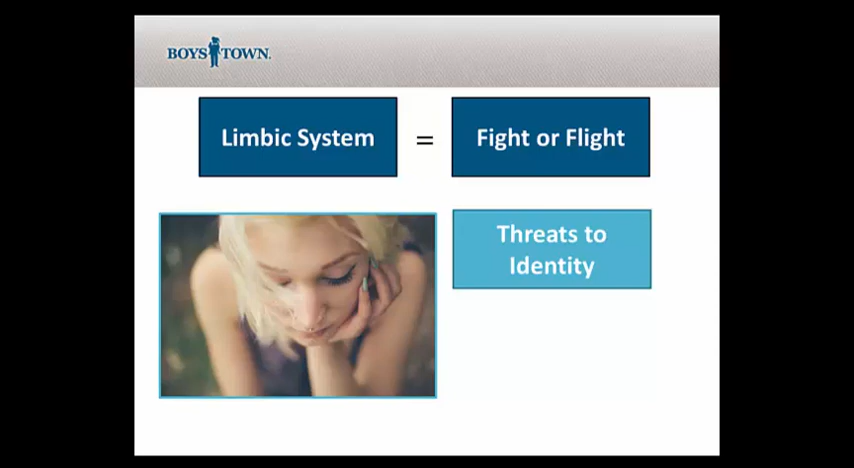 BOYS TOWN.
Limbic System = Fight or Flight
Threats to
Identity